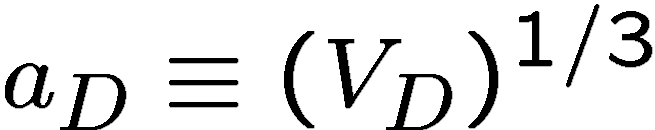 a_D ≡ (V_D)^{1/3}